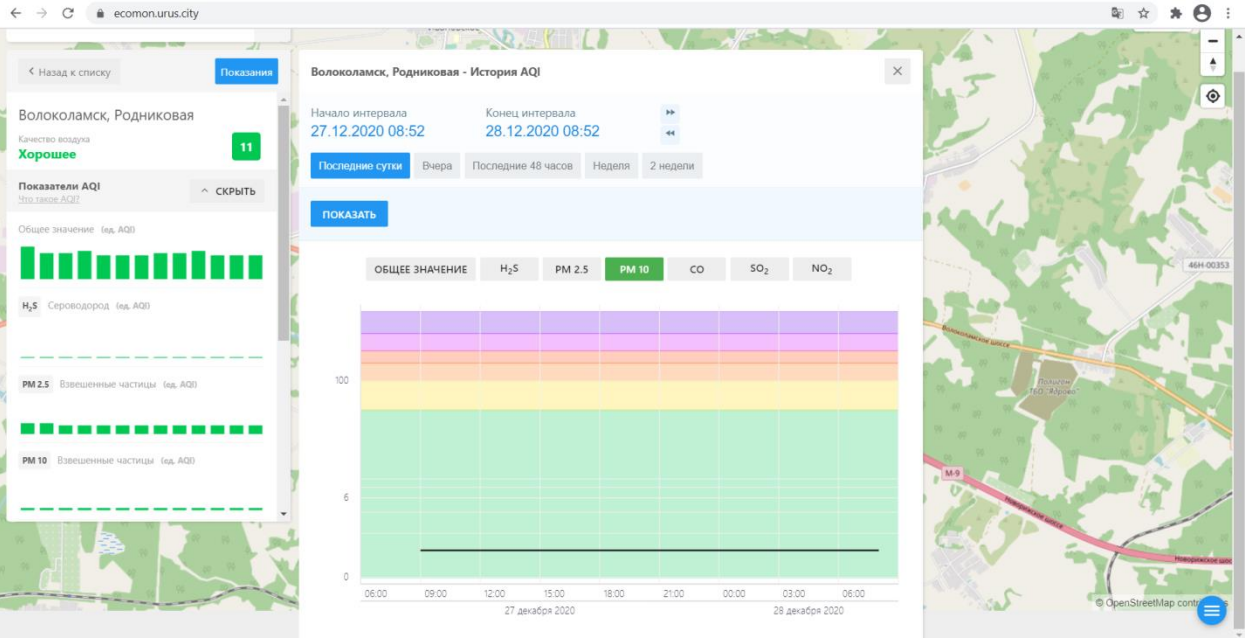 ecomon.urus.city
Назад к списку
Показания
Волоколамск, Родниковая
Качество воздуха
Хорошее
11
Показатели AQI
Что такое AQI?
СКРЫТЬ
Общее значение (ед. AQI)
H₂S Сероводород (ед. AQI)
PM 2.5 Взвешенные частицы (ед. AQI)
PM 10 Взвешенные частицы (ед. AQI)
Волоколамск, Родниковая - История AQI
Начало интервала
27.12.2020 08:52
Конец интервала
28.12.2020 08:52
Последние сутки Вчера Последние 48 часов Неделя 2 недели
ПОКАЗАТЬ
ОБЩЕЕ ЗНАЧЕНИЕ H₂S PM 2.5 PM 10 CO SO₂ NO₂
100
6
0
06:00 09:00 12:00 15:00 18:00 21:00 00:00 03:00 06:00
27 декабря 2020 28 декабря 2020
46Н-00353
Волоколамское шоссе
Полигон
ТБО "Ядрово"
М-9
Новорижское шоссе
© OpenStreetMap